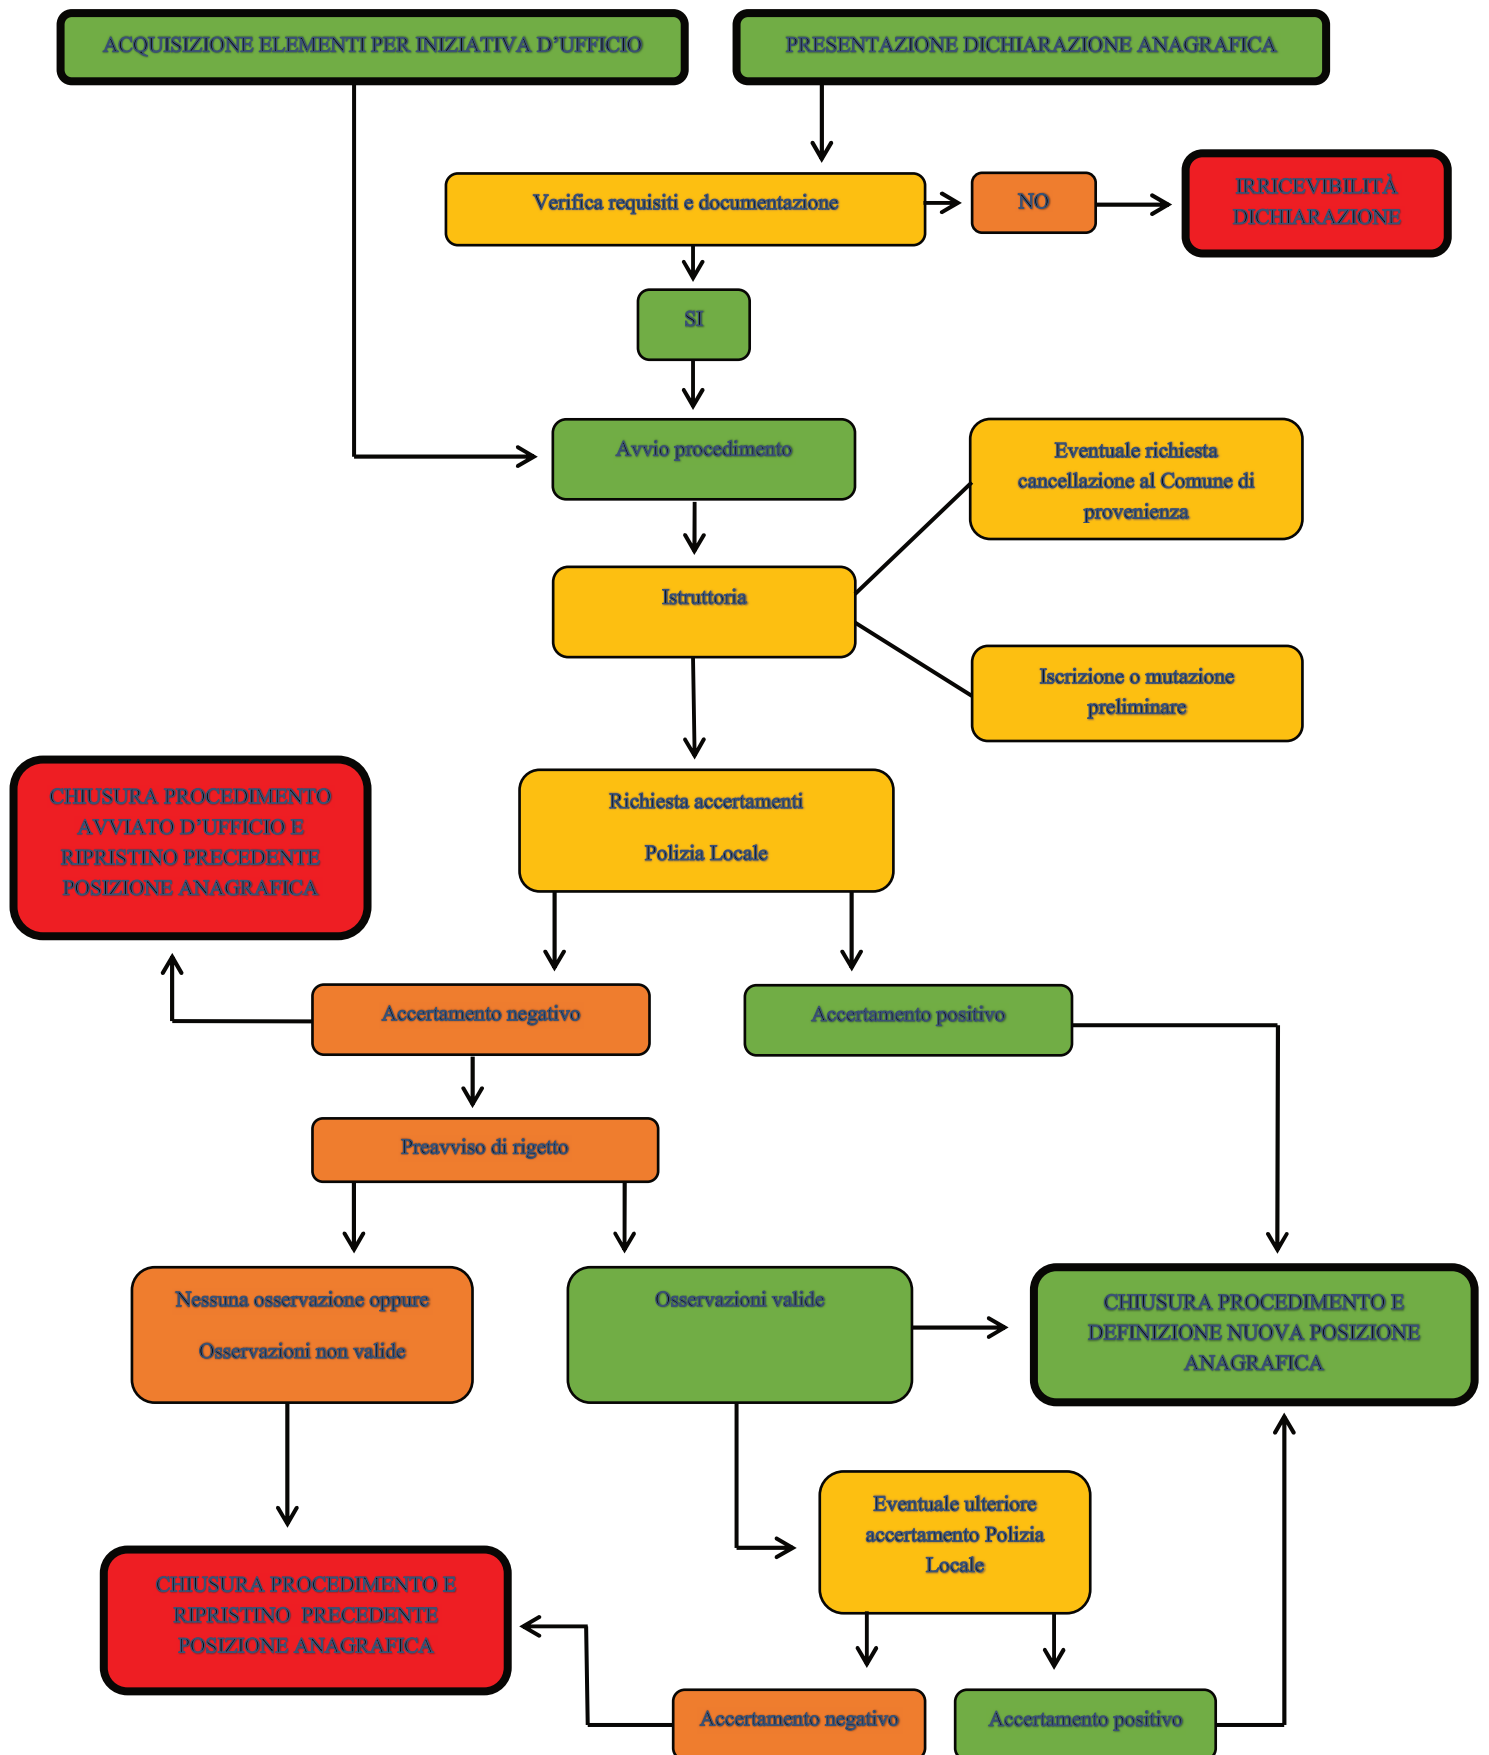 ACQUISIZIONE ELEMENTI PER INIZIATIVA D’UFFICIO
PRESENTAZIONE DICHIARAZIONE ANAGRAFICA
Verifica requisiti e documentazione
NO
IRRICEVIBILITÀ
DICHIARAZIONE
SI
Avvio procedimento
Eventuale richiesta
cancellazione al Comune di
provenienza
Istruttoria
Iscrizione o mutazione
preliminare
CHIUSURA PROCEDIMENTO
AVVIATO D’UFFICIO E
RIPRISTINO PRECEDENTE
POSIZIONE ANAGRAFICA
Richiesta accertamenti
Polizia Locale
Accertamento negativo
Accertamento positivo
Preavviso di rigetto
Nessuna osservazione oppure
Osservazioni non valide
Osservazioni valide
CHIUSURA PROCEDIMENTO E
DEFINIZIONE NUOVA POSIZIONE
ANAGRAFICA
Eventuale ulteriore
accertamento Polizia
Locale
CHIUSURA PROCEDIMENTO E
RIPRISTINO PRECEDENTE
POSIZIONE ANAGRAFICA
Accertamento negativo
Accertamento positivo